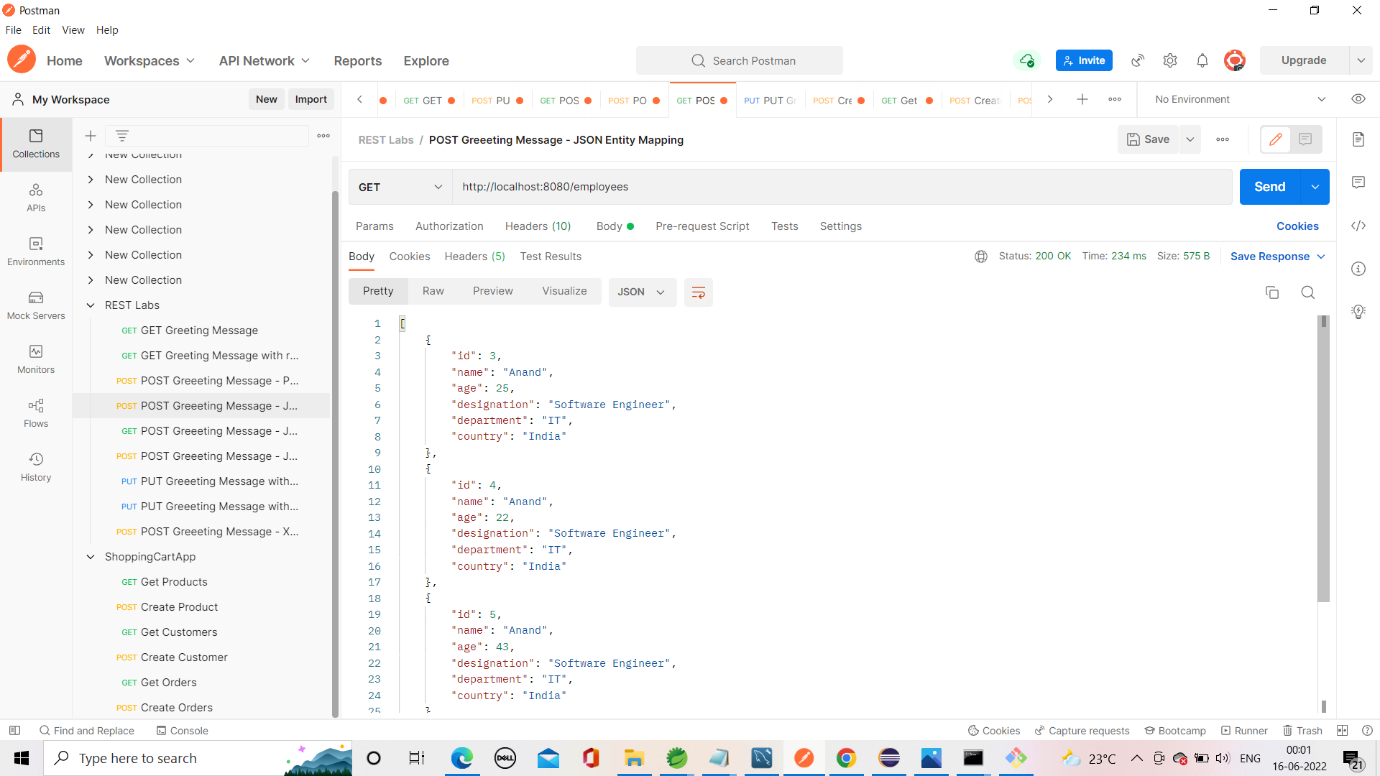 Postman
File Edit View Help
Home Workspaces API Network Reports Explore Search Postman Invite Upgrade
My Workspace New Import GET GET POST PU GET POS POST PO GET POS PUT PUT G POST Cre GET Get POST Creat POS No Environment
REST Labs / POST Greeeting Message - JSON Entity Mapping Save
Collections
APIs
Environments
Mock Servers
Monitors
Flows
History
New Collection
New Collection
New Collection
New Collection
New Collection
New Collection
REST Labs
GET GET Greeting Message
GET GET Greeting Message with r...
POST POST Greeeting Message - P...
POST POST Greeeting Message - J...
GET POST Greeeting Message - J...
POST POST Greeeting Message - J...
PUT PUT Greeeting Message with...
PUT PUT Greeeting Message with...
POST POST Greeeting Message - X...
ShoppingCartApp
GET Get Products
POST Create Product
GET Get Customers
POST Create Customer
GET Get Orders
POST Create Orders
GET http://localhost:8080/employees Send
Params Authorization Headers (10) Body Pre-request Script Tests Settings Cookies
Body Cookies Headers (5) Test Results Status: 200 OK Time: 234 ms Size: 575 B Save Response
Pretty Raw Preview Visualize JSON
1 [
2 {
3 "id": 3,
4 "name": "Anand",
5 "age": 25,
6 "designation": "Software Engineer",
7 "department": "IT",
8 "country": "India"
9 },
10 {
11 "id": 4,
12 "name": "Anand",
13 "age": 22,
14 "designation": "Software Engineer",
15 "department": "IT",
16 "country": "India"
17 },
18 {
19 "id": 5,
20 "name": "Anand",
21 "age": 43,
22 "designation": "Software Engineer",
23 "department": "IT",
24 "country": "India"
25 }
Find and Replace Console Cookies Capture requests Bootcamp Runner Trash
Type here to search DELL 23°C ENG 00:01
16-06-2022 21